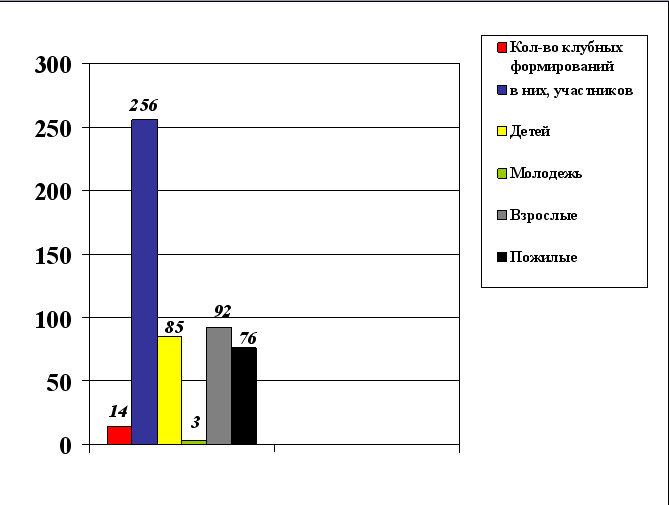 300
250
200
150
100
50
0
256
14
85
3
92
76
Кол-во клубных
формирований
в них, участников
Детей
Молодежь
Взрослые
Пожилые